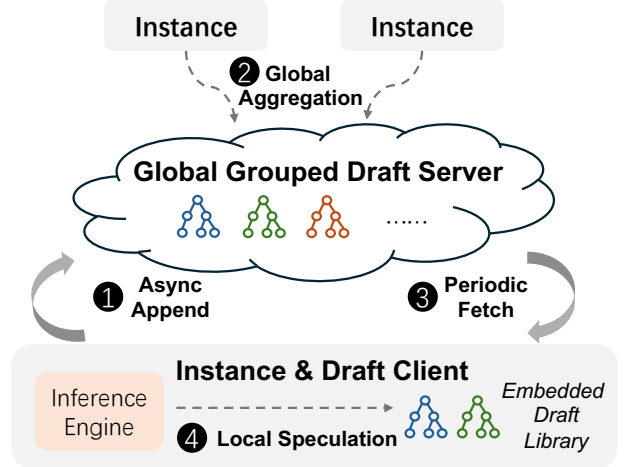 Instance
Instance
2 Global
Aggregation
Global Grouped Draft Server
......
1 Async
Append
3 Periodic
Fetch
Instance & Draft Client
Inference
Engine
4 Local Speculation
Embedded
Draft
Library